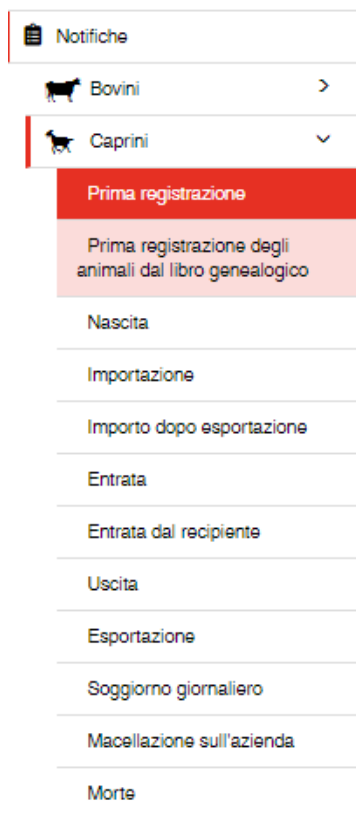 Notifiche
Bovini
Caprini
Prima registrazione
Prima registrazione degli
animali dal libro genealogico
Nascita
Importazione
Importo dopo esportazione
Entrata
Entrata dal recipiente
Uscita
Esportazione
Soggiorno giornaliero
Macellazione sull'azienda
Morte